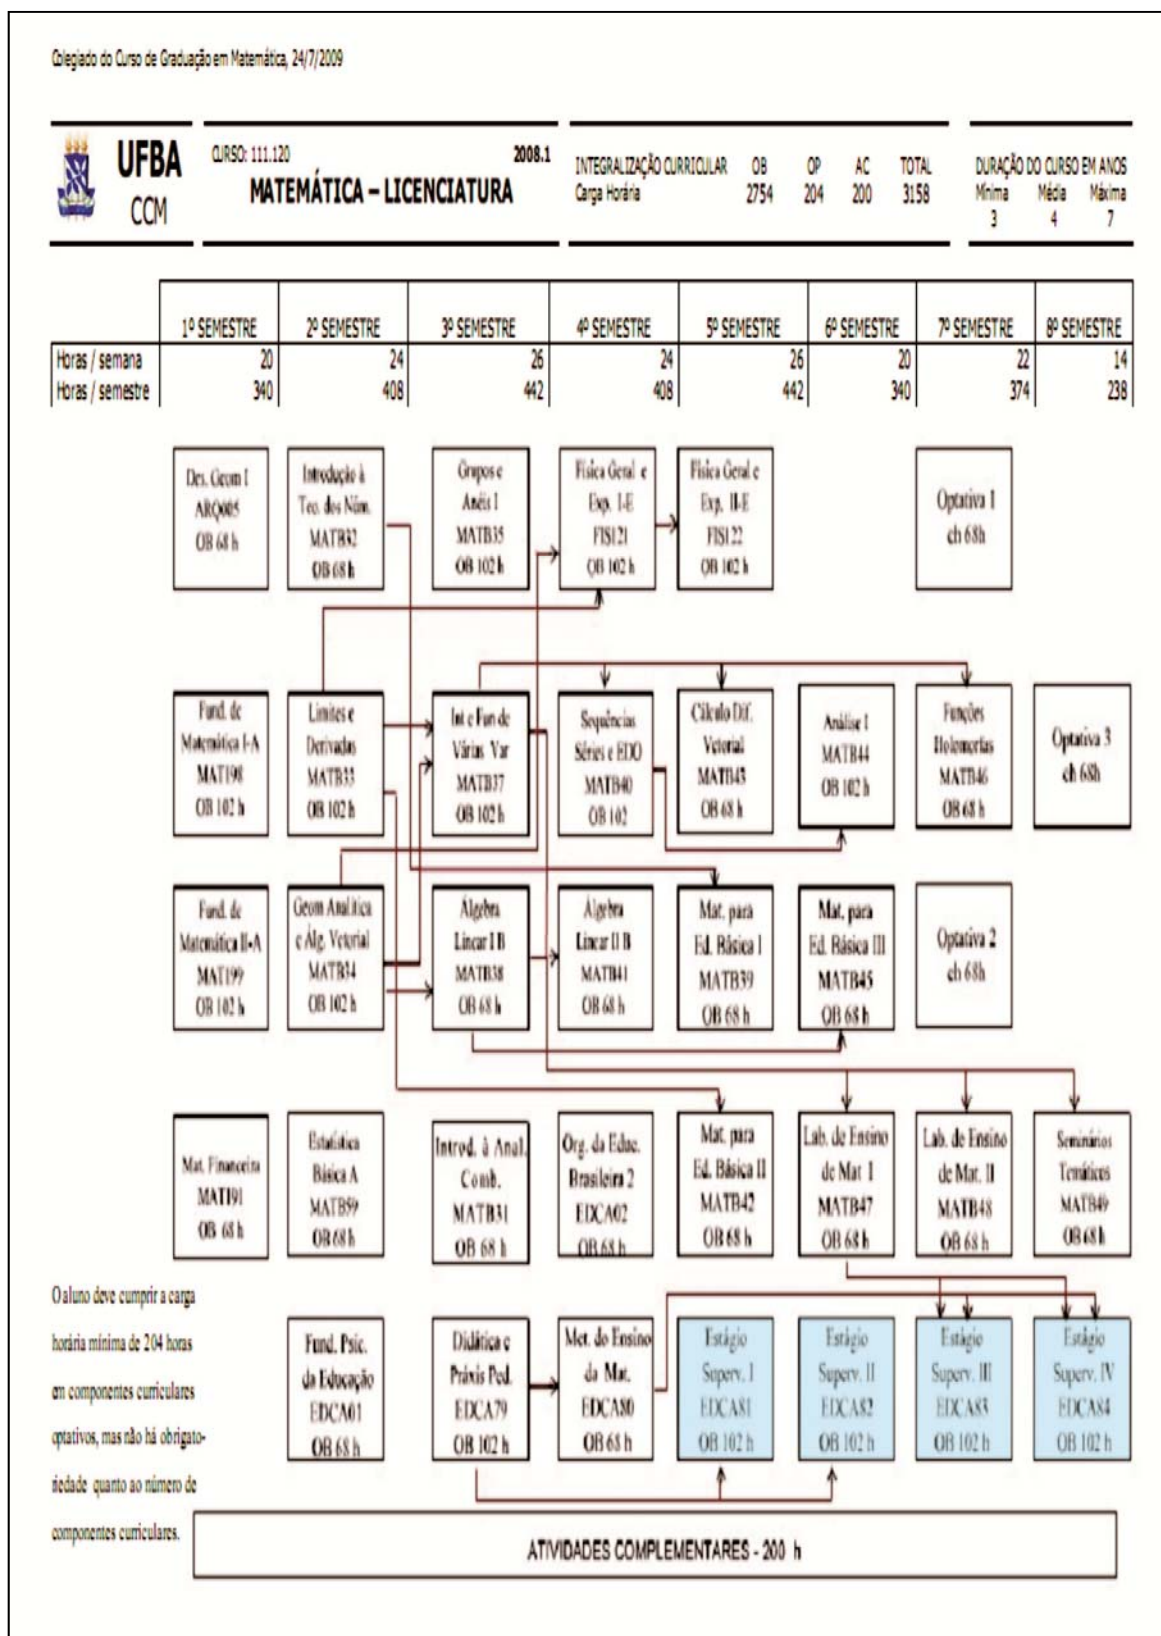 Colegiado do Curso de Graduação em Matemática, 24/7/2009
UFBA
CCM
CURSO: 111.120
2008.1
MATEMÁTICA – LICENCIATURA
INTEGRALIZAÇÃO CURRICULAR OB OP AC TOTAL
Carga Horária 2754 204 200 3158
DURAÇÃO DO CURSO EM ANOS
Mínima Média Máxima
3 4 7
1º SEMESTRE 2º SEMESTRE 3º SEMESTRE 4º SEMESTRE 5º SEMESTRE 6º SEMESTRE 7º SEMESTRE 8º SEMESTRE
Horas / semana 20 24 26 24 26 20 22 14
Horas / semestre 340 408 442 408 442 340 374 238
Des. Geom I
ARQ005
OB 68 h
Introdução à
Teo. dos Núm.
MATB32
OB 68 h
Grupos e
Anéis I
MATB35
OB 102 h
Física Geral e
Exp. I-E
FIS121
OB 102 h
Física Geral e
Exp. II-E
FIS122
OB 102 h
Optativa 1
ch 68h
Fund. de
Matemática I-A
MAT198
OB 102 h
Limites e
Derivadas
MATB33
OB 102 h
Int e Fun de
Várias Var
MATB37
OB 102 h
Sequências
Séries e EDO
MATB40
OB 102
Cálculo Dif.
Vetorial
MATB43
OB 68 h
Análise I
MATB44
OB 102 h
Funções
Holomorfas
MATB46
OB 68 h
Optativa 3
ch 68h
Fund. de
Matemática II-A
MAT199
OB 102 h
Geom Analítica
e Álg. Vetorial
MATB34
OB 102 h
Álgebra
Linear I B
MATB38
OB 68 h
Álgebra
Linear II B
MATB41
OB 68 h
Mat. para
Ed. Básica I
MATB39
OB 68 h
Mat. para
Ed. Básica III
MATB45
OB 68 h
Optativa 2
ch 68h
Mat. Financeira
MAT191
OB 68 h
Estatística
Básica A
MATB59
OB 68 h
Introd. à Anal.
Comb.
MATB31
OB 68 h
Org. da Educ.
Brasileira 2
EDCA02
OB 68 h
Mat. para
Ed. Básica II
MATB42
OB 68 h
Lab. de Ensino
de Mat I
MATB47
OB 68 h
Lab. de Ensino
de Mat. II
MATB48
OB 68 h
Seminários
Temáticos
MATB49
OB 68 h
O aluno deve cumprir a carga
horária mínima de 204 horas
em componentes curriculares
optativos, mas não há obrigato-
riedade quanto ao número de
componentes curriculares.
Fund. Psic.
da Educação
EDCA01
OB 68 h
Didática e
Práxis Ped.
EDCA79
OB 102 h
Met. do Ensino
da Mat.
EDCA80
OB 68 h
Estágio
Superv. I
EDCA81
OB 102 h
Estágio
Superv. II
EDCA82
OB 102 h
Estágio
Superv. III
EDCA83
OB 102 h
Estágio
Superv. IV
EDCA84
OB 102 h
ATIVIDADES COMPLEMENTARES - 200 h